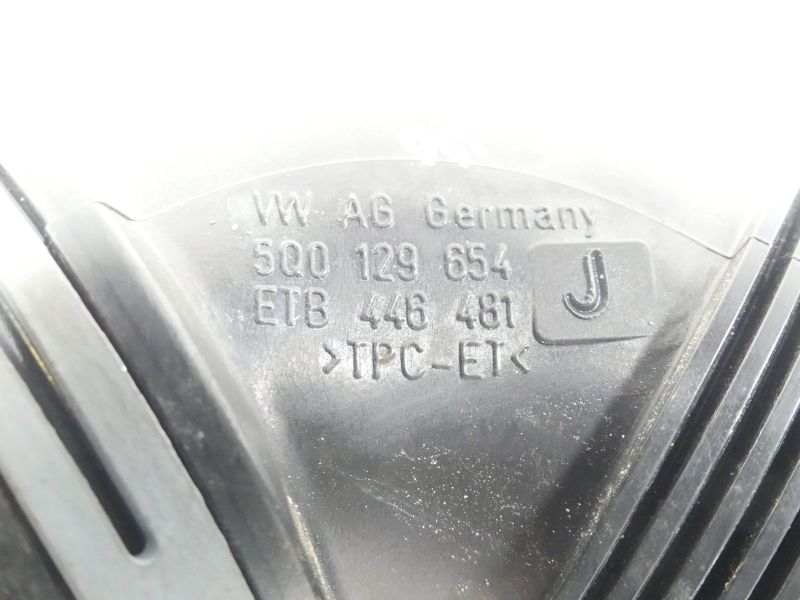 VW AG Germany
5Q0 129 654 J
ETB 446 481
>TPC-ET<